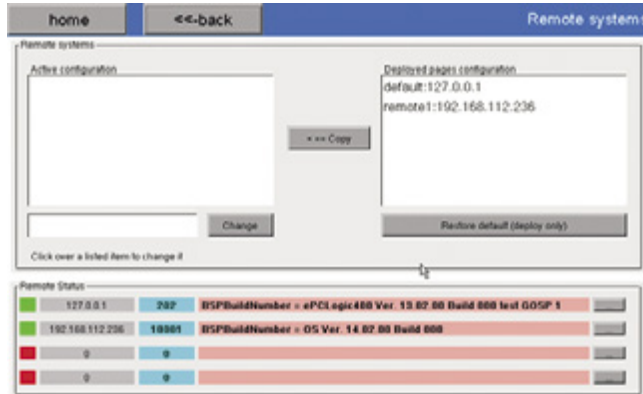 home
<<-back
Remote systems
Remote systems
Active configuration
Deployed pages configuration
default:127.0.0.1
remote1:192.168.112.236
< == Copy
Change
Restore default (deploy only)
Click over a listed item to change it
Remote Status
127.0.0.1 202 BSPBuildNumber = ePCLogic400 Ver. 13.02.00 Build 000 test GOSP 1 ...
192.168.112.236 10001 BSPBuildNumber = OS Ver. 14.02.00 Build 000 ...
0 0 ...
0 0 ...